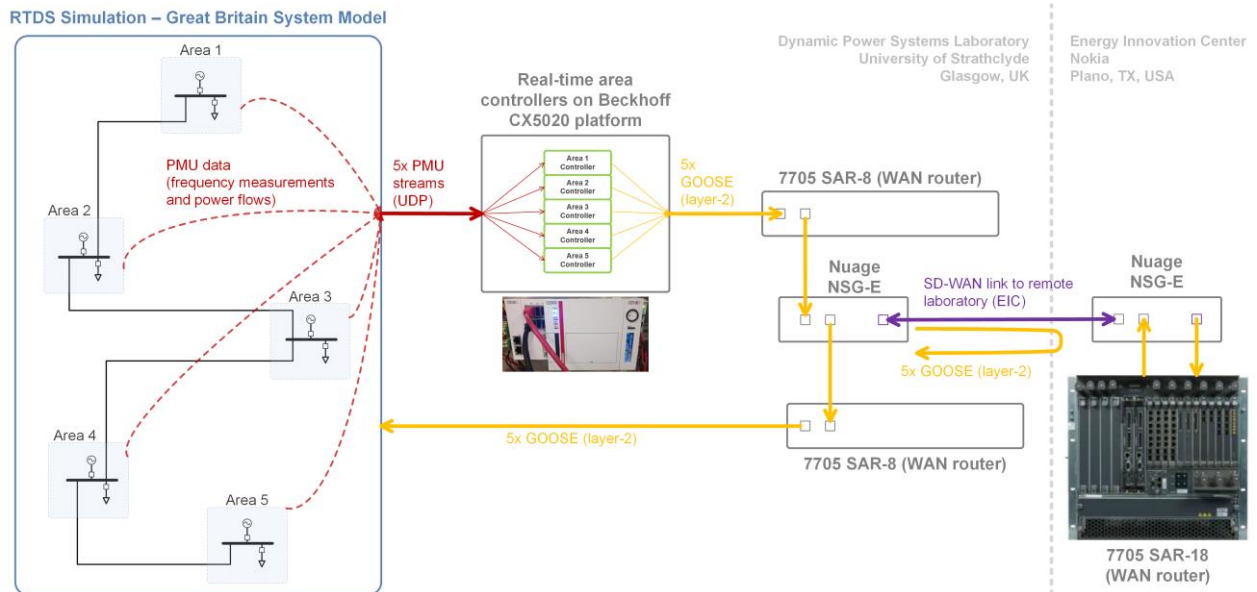 RTDS Simulation – Great Britain System Model
Area 1
Area 2
Area 3
Area 4
Area 5
PMU data
(frequency measurements
and power flows)
5x PMU
streams
(UDP)
Real-time area
controllers on Beckhoff
CX5020 platform
Area 1
Controller
Area 2
Controller
Area 3
Controller
Area 4
Controller
Area 5
Controller
5x
GOOSE
(layer-2)
Dynamic Power Systems Laboratory
University of Strathclyde
Glasgow, UK
Energy Innovation Center
Nokia
Plano, TX, USA
7705 SAR-8 (WAN router)
Nuage
NSG-E
SD-WAN link to remote
laboratory (EIC)
Nuage
NSG-E
5x GOOSE (layer-2)
5x GOOSE (layer-2)
7705 SAR-8 (WAN router)
7705 SAR-18
(WAN router)